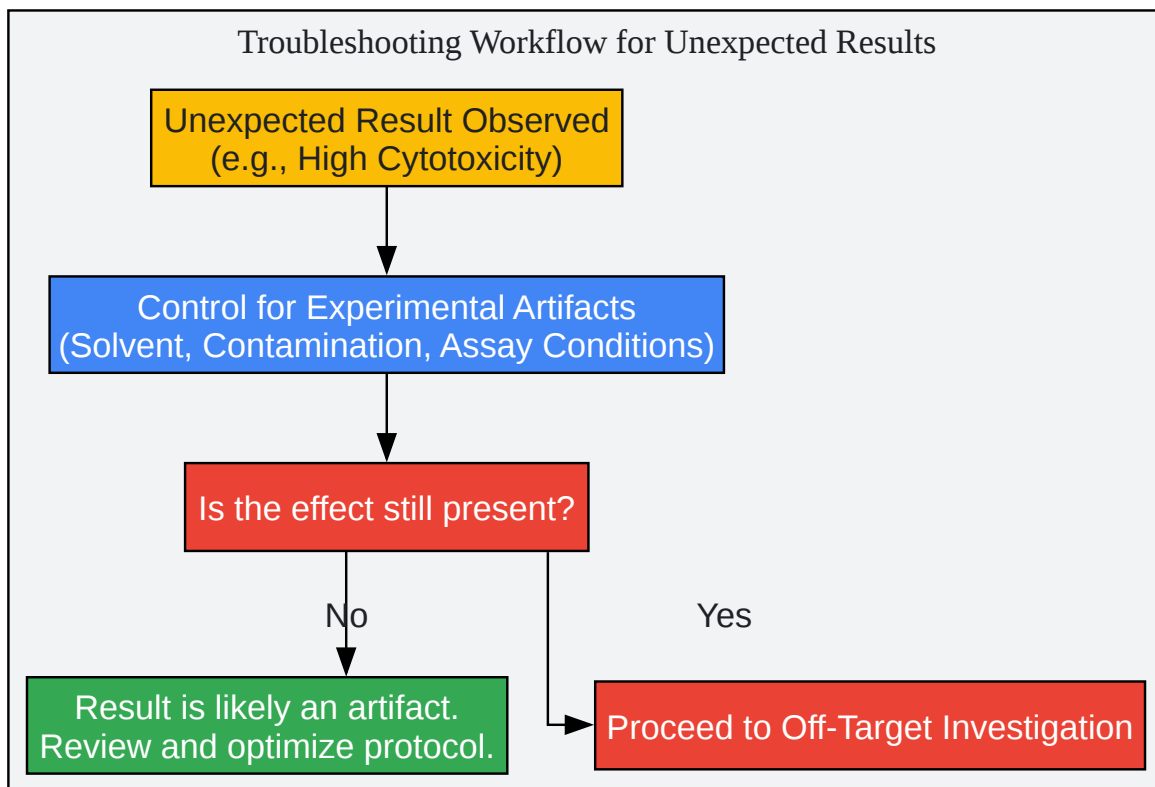 Troubleshooting Workflow for Unexpected Results
Unexpected Result Observed
(e.g., High Cytotoxicity)
Control for Experimental Artifacts
(Solvent, Contamination, Assay Conditions)
Is the effect still present?
No
Yes
Result is likely an artifact.
Review and optimize protocol.
Proceed to Off-Target Investigation